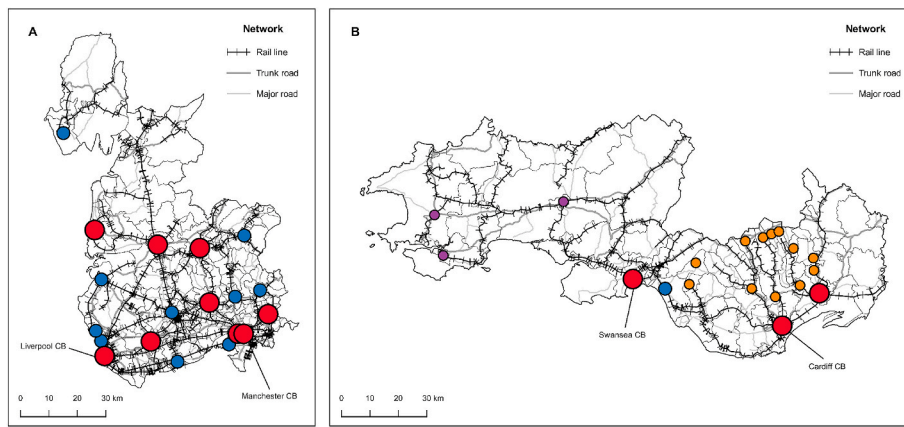 A
Network
Rail line
Trunk road
Major road
Liverpool CB
Manchester CB
0 10 20 30 km
B
Network
Rail line
Trunk road
Major road
Swansea CB
Cardiff CB
0 10 20 30 km